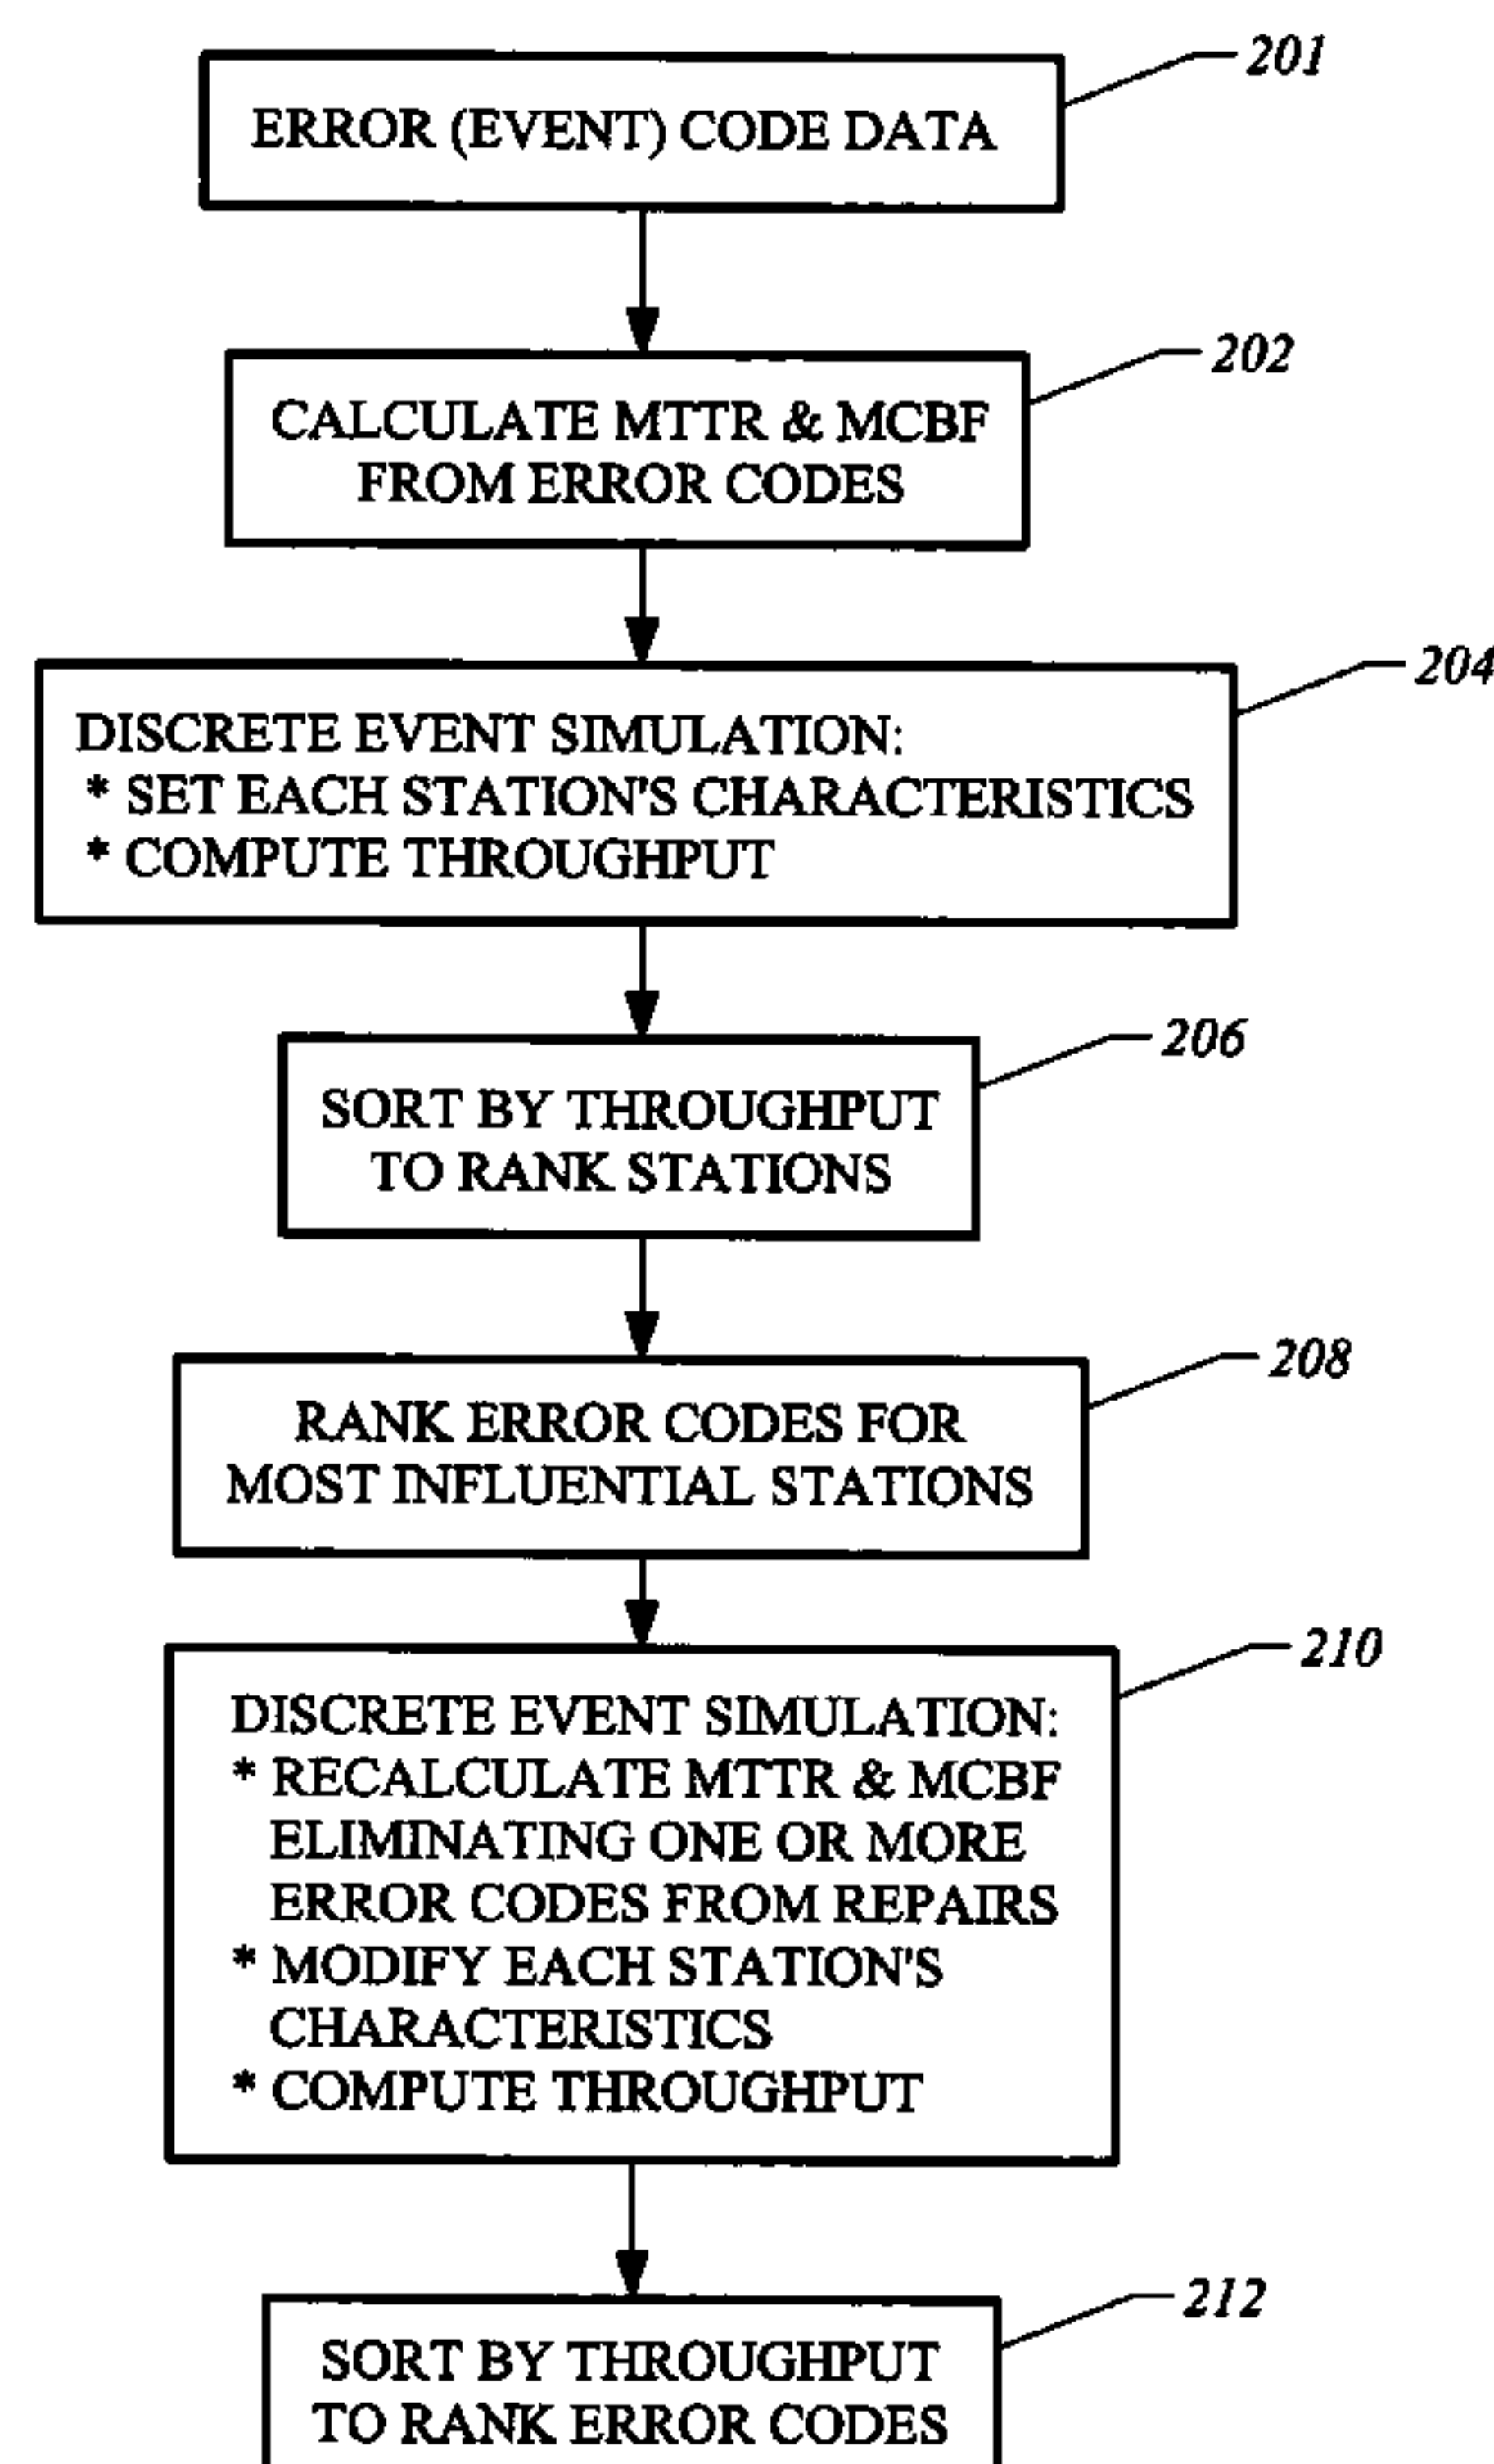 201
ERROR (EVENT) CODE DATA
202
CALCULATE MTTR & MCBF
FROM ERROR CODES
204
DISCRETE EVENT SIMULATION:
* SET EACH STATION'S CHARACTERISTICS
* COMPUTE THROUGHPUT
206
SORT BY THROUGHPUT
TO RANK STATIONS
208
RANK ERROR CODES FOR
MOST INFLUENTIAL STATIONS
210
DISCRETE EVENT SIMULATION:
* RECALCULATE MTTR & MCBF
ELIMINATING ONE OR MORE
ERROR CODES FROM REPAIRS
* MODIFY EACH STATION'S
CHARACTERISTICS
* COMPUTE THROUGHPUT
212
SORT BY THROUGHPUT
TO RANK ERROR CODES